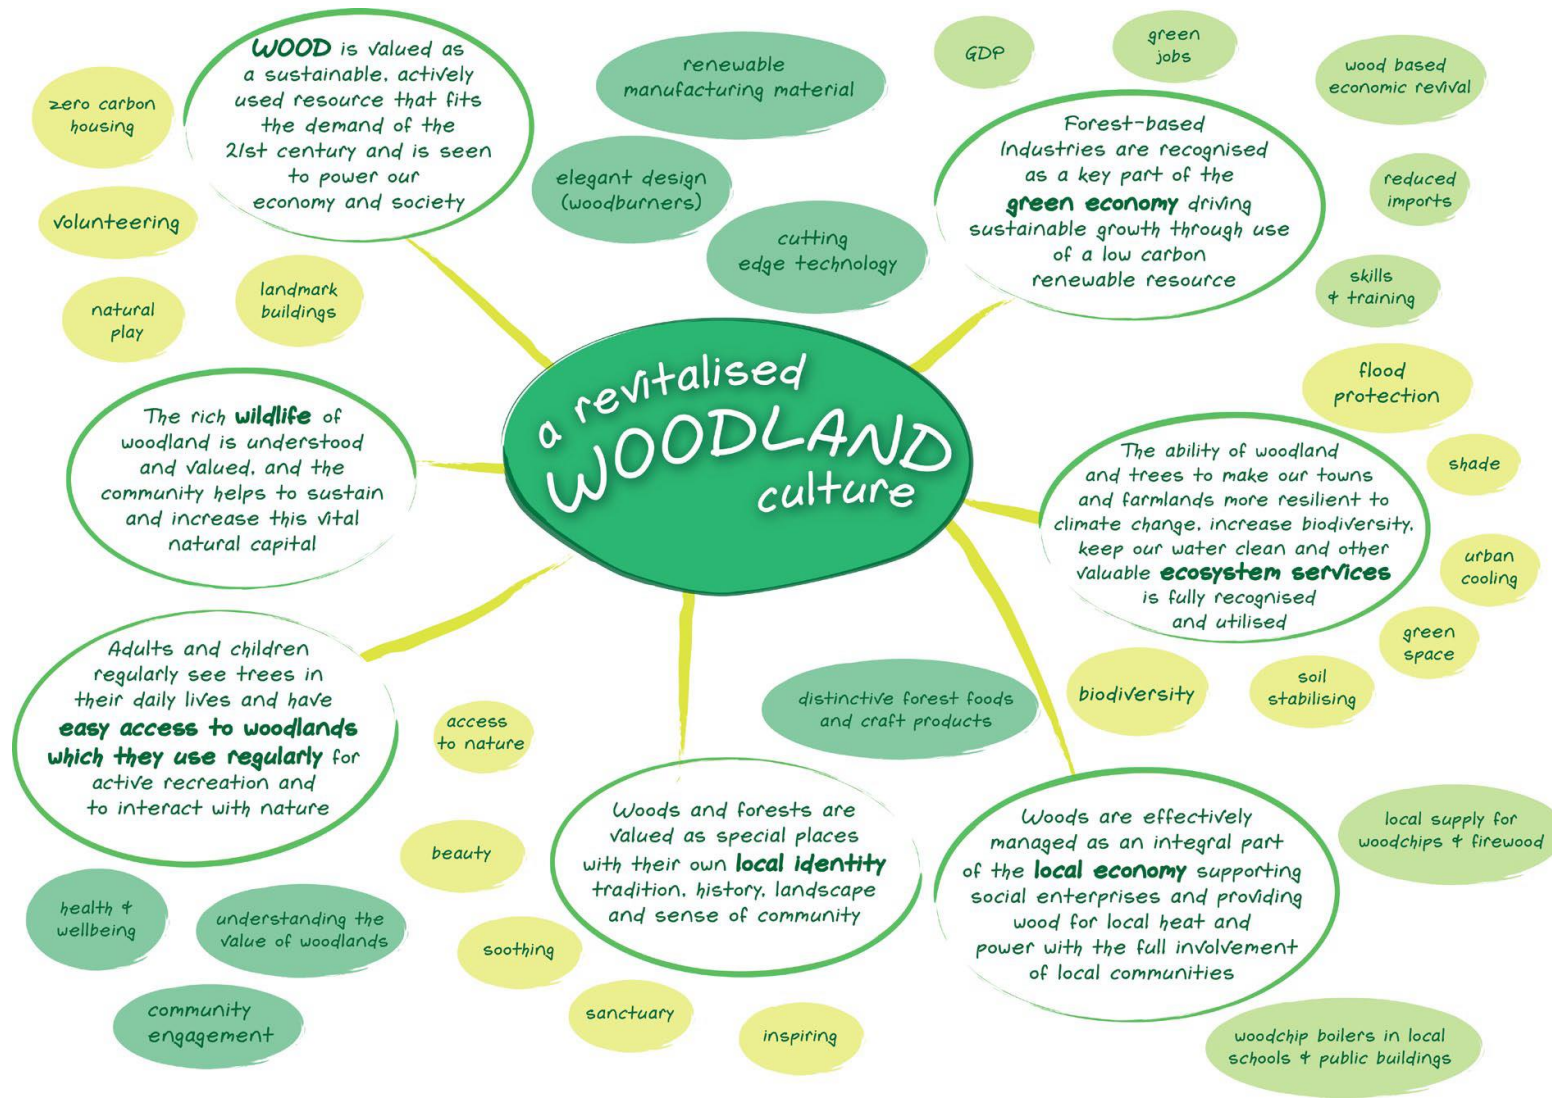 WOOD is valued as
a sustainable, actively
used resource that fits
the demand of the
21st century and is seen
to power our
economy and society
zero carbon
housing
volunteering
natural
play
landmark
buildings
renewable
manufacturing material
elegant design
(woodburners)
cutting
edge technology
GDP
green
jobs
wood based
economic revival
Forest-based
Industries are recognised
as a key part of the
green economy driving
sustainable growth through use
of a low carbon
renewable resource
reduced
imports
skills
& training
a revitalised
WOODLAND
culture
The rich wildlife of
woodland is understood
and valued, and the
community helps to sustain
and increase this vital
natural capital
flood
protection
The ability of woodland
and trees to make our towns
and farmlands more resilient to
climate change, increase biodiversity,
keep our water clean and other
valuable ecosystem services
is fully recognised
and utilised
shade
urban
cooling
green
space
soil
stabilising
biodiversity
Adults and children
regularly see trees in
their daily lives and have
easy access to woodlands
which they use regularly for
active recreation and
to interact with nature
access
to nature
distinctive forest foods
and craft products
beauty
Woods and forests are
valued as special places
with their own local identity
tradition, history, landscape
and sense of community
Woods are effectively
managed as an integral part
of the local economy supporting
social enterprises and providing
wood for local heat and
power with the full involvement
of local communities
local supply for
woodchips & firewood
health &
wellbeing
understanding the
value of woodlands
community
engagement
soothing
sanctuary
inspiring
woodchip boilers in local
schools & public buildings